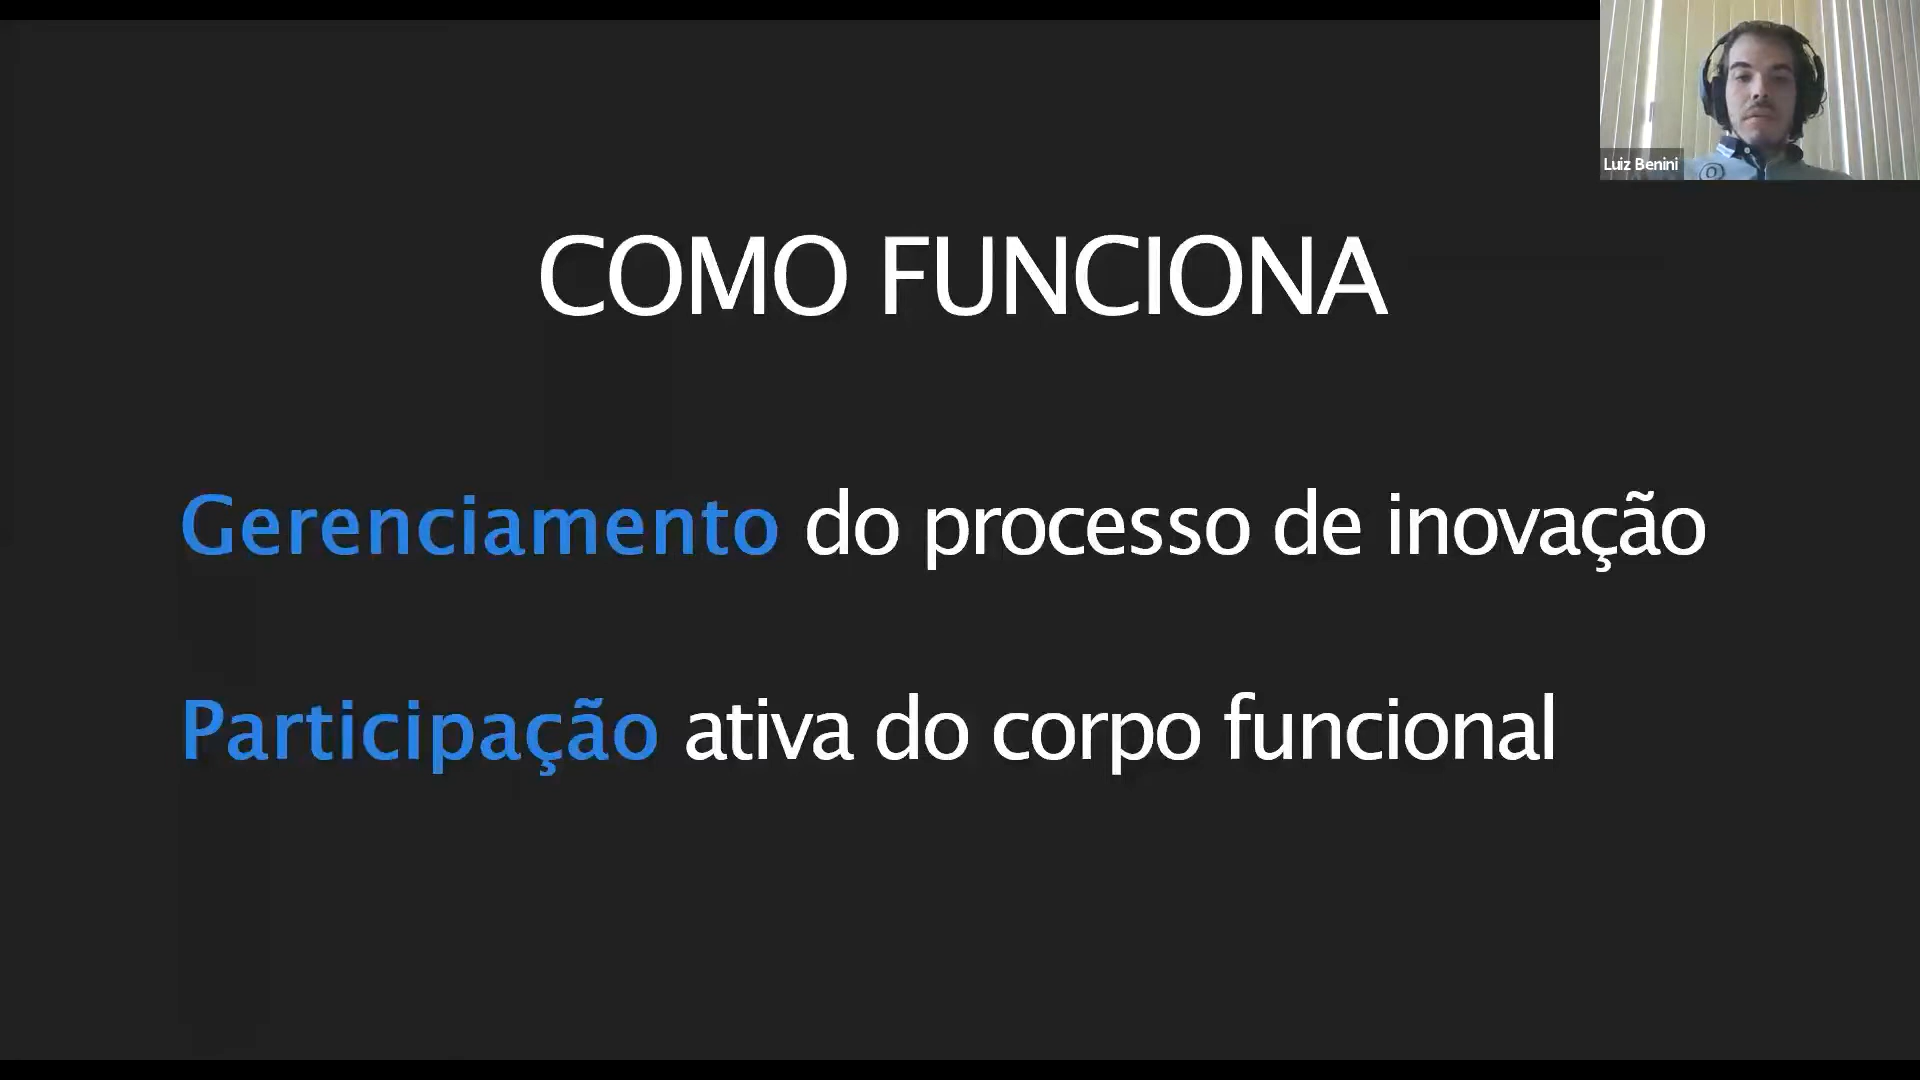 Luiz Benini
COMO FUNCIONA
Gerenciamento do processo de inovação
Participação ativa do corpo funcional